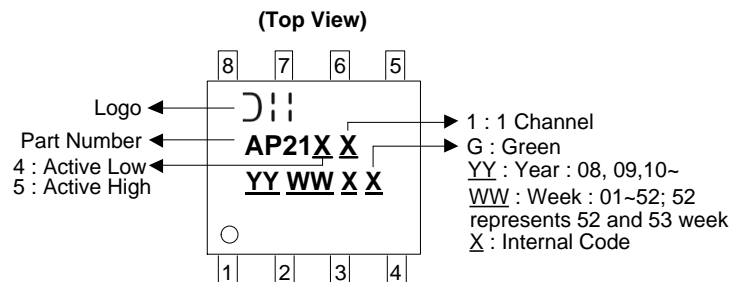 (Top View)
8 7 6 5
Logo
Part Number
4 : Active Low
5 : Active High
AP21X X
YY WW X X
1 : 1 Channel
G : Green
YY : Year : 08, 09,10~
WW : Week : 01~52; 52
represents 52 and 53 week
X : Internal Code
1 2 3 4